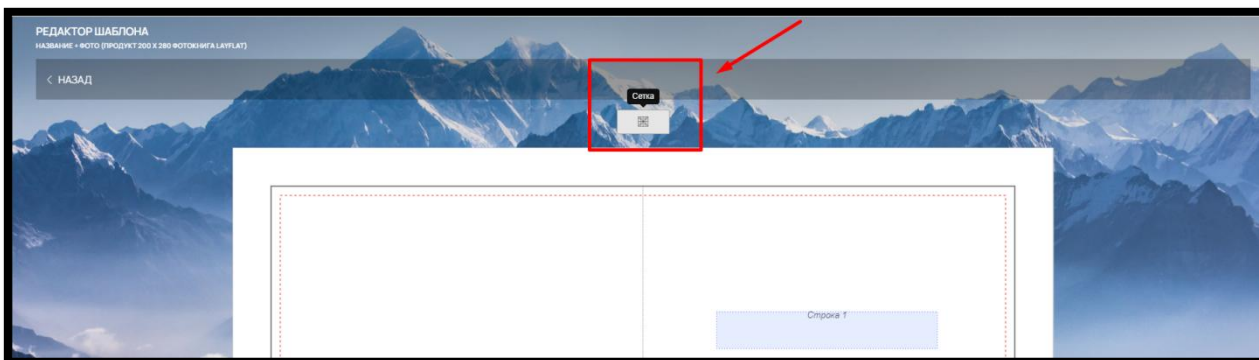 РЕДАКТОР ШАБЛОНА
НАЗВАНИЕ + ФОТО (ПРОДУКТ 200 X 280 ФОТОКНИГА LAYFLAT)
< НАЗАД
Сетка
Строка 1